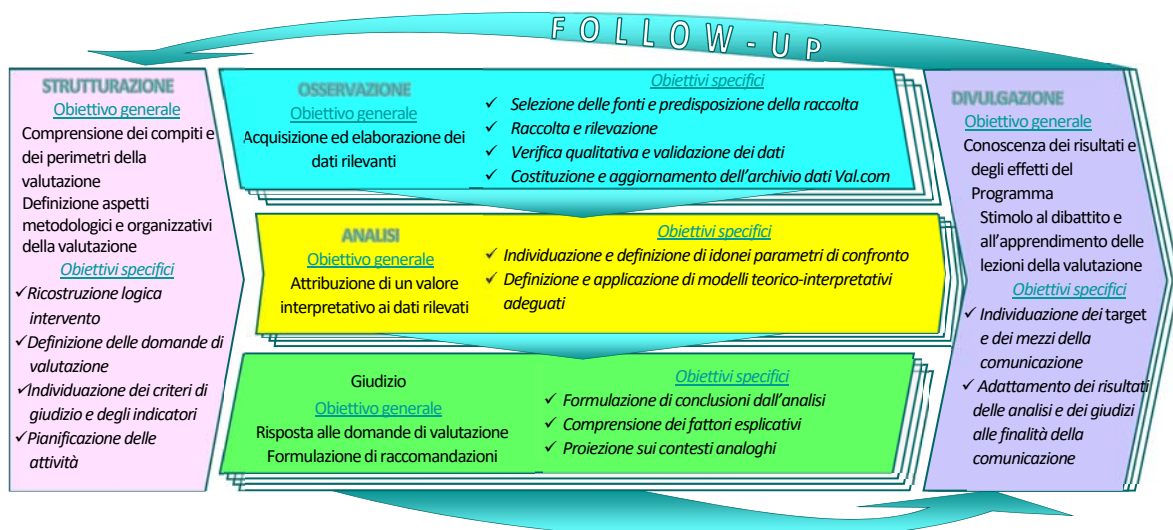 FOLLOW-UP
STRUTTURAZIONE
Obiettivo generale
Comprensione dei compiti e
dei perimetri della
valutazione
Definizione aspetti
metodologici e organizzativi
della valutazione
Obiettivi specifici
✓Ricostruzione logica
intervento
✓Definizione delle domande di
valutazione
✓Individuazione dei criteri di
giudizio e degli indicatori
✓Pianificazione delle
attività
OSSERVAZIONE
Obiettivo generale
Acquisizione ed elaborazione dei
dati rilevanti
Obiettivi specifici
✓ Selezione delle fonti e predisposizione della raccolta
✓ Raccolta e rilevazione
✓ Verifica qualitativa e validazione dei dati
✓ Costituzione e aggiornamento dell'archivio dati Val.com
ANALISI
Obiettivo generale
Attribuzione di un valore
interpretativo ai dati rilevati
Obiettivi specifici
✓ Individuazione e definizione di idonei parametri di confronto
✓ Definizione e applicazione di modelli teorico-interpretativi
adeguati
Giudizio
Obiettivo generale
Risposta alle domande di valutazione
Formulazione di raccomandazioni
Obiettivi specifici
✓ Formulazione di conclusioni dall'analisi
✓ Comprensione dei fattori esplicativi
✓ Proiezione sui contesti analoghi
DIVULGAZIONE
Obiettivo generale
Conoscenza dei risultati e
degli effetti del
Programma
Stimolo al dibattito e
all'apprendimento delle
lezioni della valutazione
Obiettivi specifici
✓ Individuazione dei target
e dei mezzi della
comunicazione
✓ Adattamento dei risultati
delle analisi e dei giudizi
alle finalità della
comunicazione